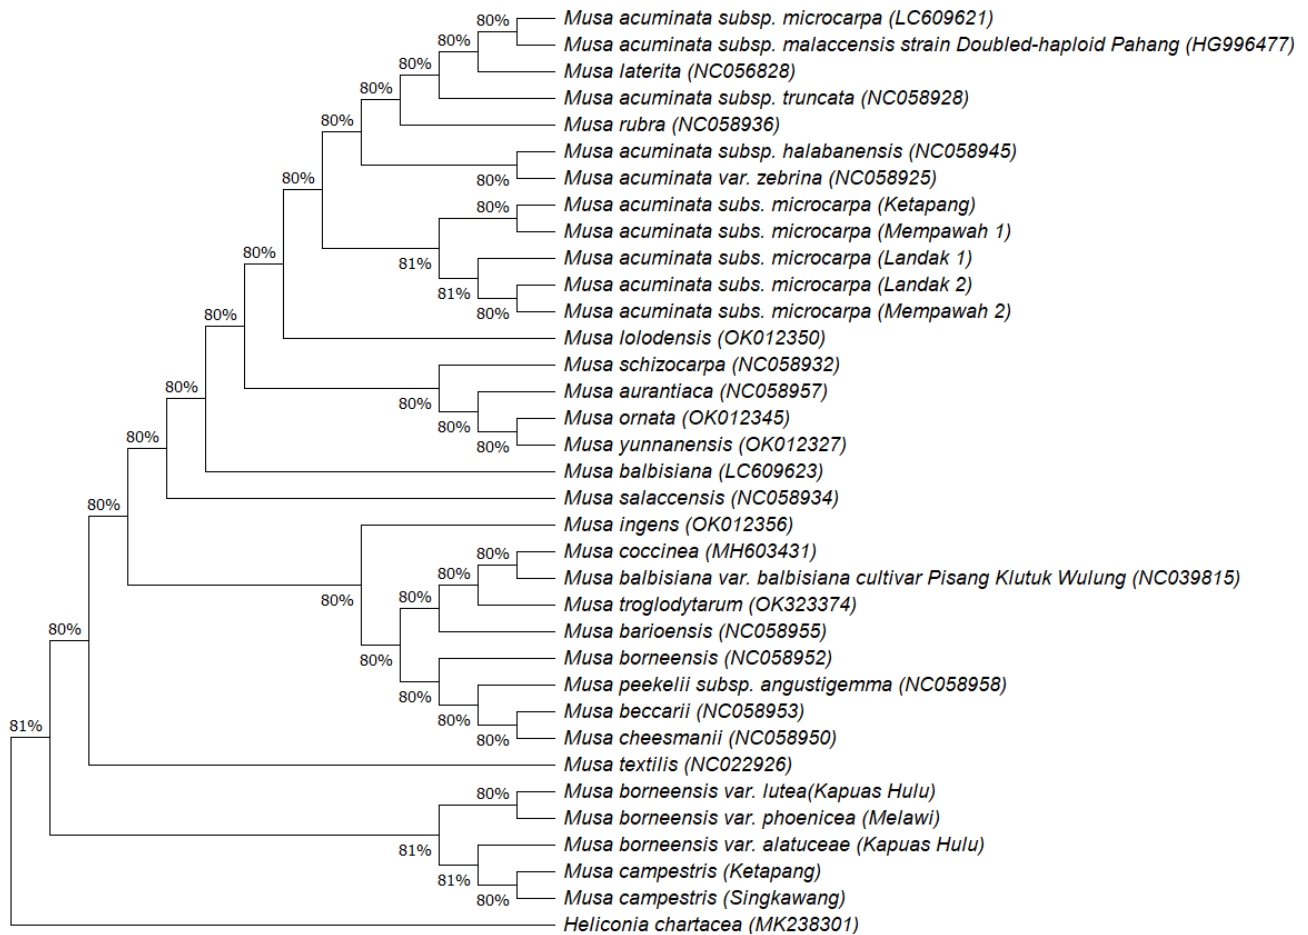 80% Musa acuminata subsp. microcarpa (LC609621)
80% Musa acuminata subsp. malaccensis strain Doubled-haploid Pahang (HG996477)
80% Musa laterita (NC056828)
80% Musa acuminata subsp. truncata (NC058928)
80% Musa rubra (NC058936)
Musa acuminata subsp. halabanensis (NC058945)
80% 80% Musa acuminata var. zebrina (NC058925)
80% Musa acuminata subs. microcarpa (Ketapang)
Musa acuminata subs. microcarpa (Mempawah 1)
80% 81% Musa acuminata subs. microcarpa (Landak 1)
81% Musa acuminata subs. microcarpa (Landak 2)
80% 80% Musa acuminata subs. microcarpa (Mempawah 2)
Musa lolodensis (OK012350)
Musa schizocarpa (NC058932)
80% 80% Musa aurantiaca (NC058957)
80% Musa ornata (OK012345)
80% 80% Musa yunnanensis (OK012327)
Musa balbisiana (LC609623)
80% Musa salaccensis (NC058934)
Musa ingens (OK012356)
80% Musa coccinea (MH603431)
80% Musa balbisiana var. balbisiana cultivar Pisang Klutuk Wulung (NC039815)
80% Musa troglodytarum (OK323374)
80% Musa barioensis (NC058955)
80% Musa borneensis (NC058952)
80% Musa peekelii subsp. angustigemma (NC058958)
80% Musa beccarii (NC058953)
81% 80% Musa cheesmanii (NC058950)
Musa textilis (NC022926)
80% Musa borneensis var. lutea(Kapuas Hulu)
Musa borneensis var. phoenicea (Melawi)
81% Musa borneensis var. alatuceae (Kapuas Hulu)
81% Musa campestris (Ketapang)
80% Musa campestris (Singkawang)
Heliconia chartacea (MK238301)